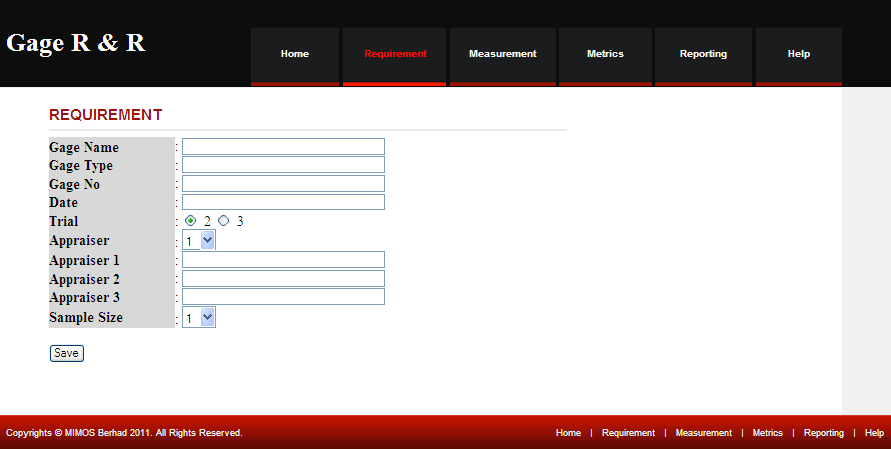 Gage R & R
Home Requirement Measurement Metrics Reporting Help
REQUIREMENT
Gage Name :
Gage Type :
Gage No :
Date :
Trial : 2 3
Appraiser : 1
Appraiser 1 :
Appraiser 2 :
Appraiser 3 :
Sample Size : 1
Save
Copyrights © MIMOS Berhad 2011. All Rights Reserved. Home | Requirement | Measurement | Metrics | Reporting | Help